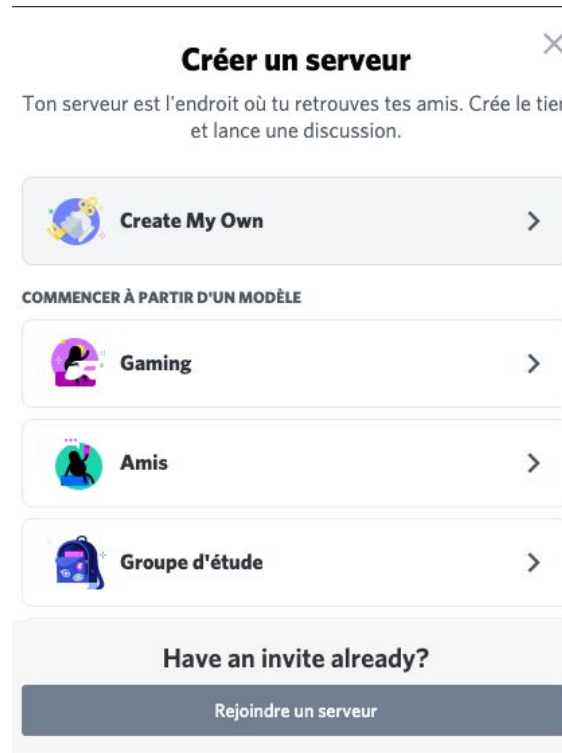 Créer un serveur
Ton serveur est l'endroit où tu retrouves tes amis. Crée le tien
et lance une discussion.
Create My Own
COMMENCER À PARTIR D'UN MODÈLE
Gaming
Amis
Groupe d'étude
Have an invite already?
Rejoindre un serveur